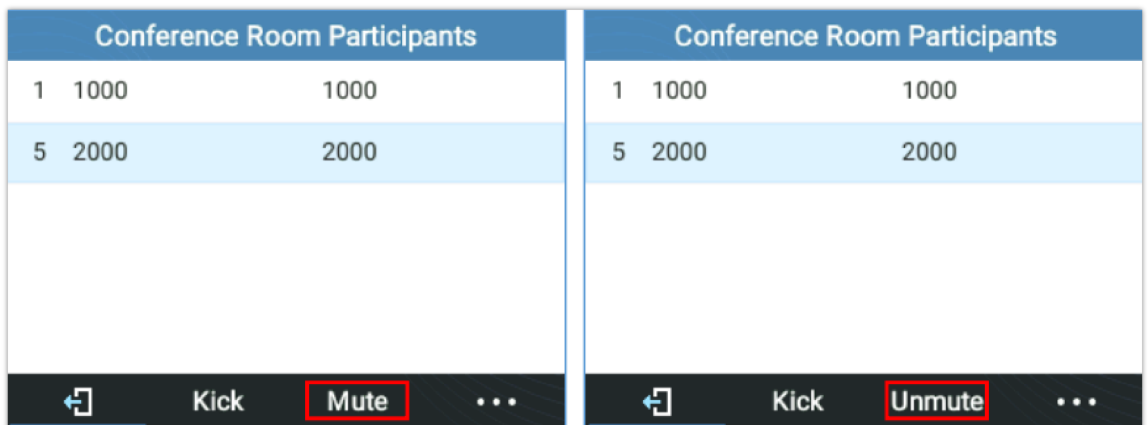 Conference Room Participants
1 1000 1000
5 2000 2000
Kick Mute ...
Conference Room Participants
1 1000 1000
5 2000 2000
Kick Unmute ...